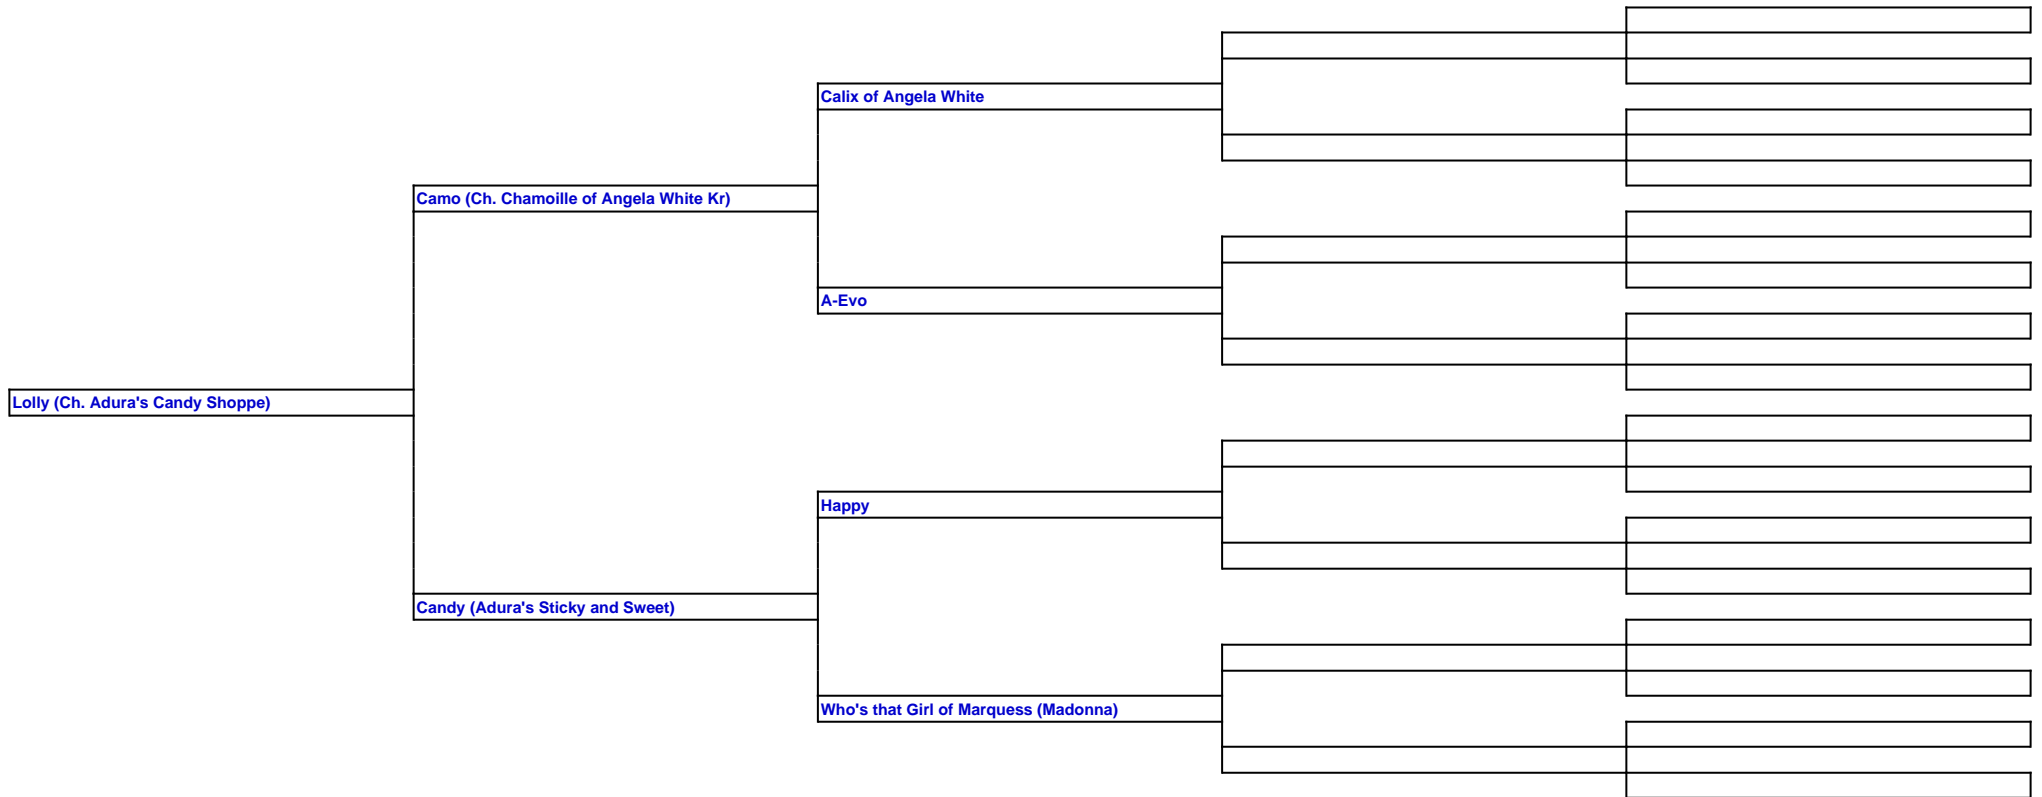 Calix of Angela White
Camo (Ch. Chamoille of Angela White Kr)
A-Evo
Lolly (Ch. Adura's Candy Shoppe)
Happy
Candy (Adura's Sticky and Sweet)
Who's that Girl of Marquess (Madonna)